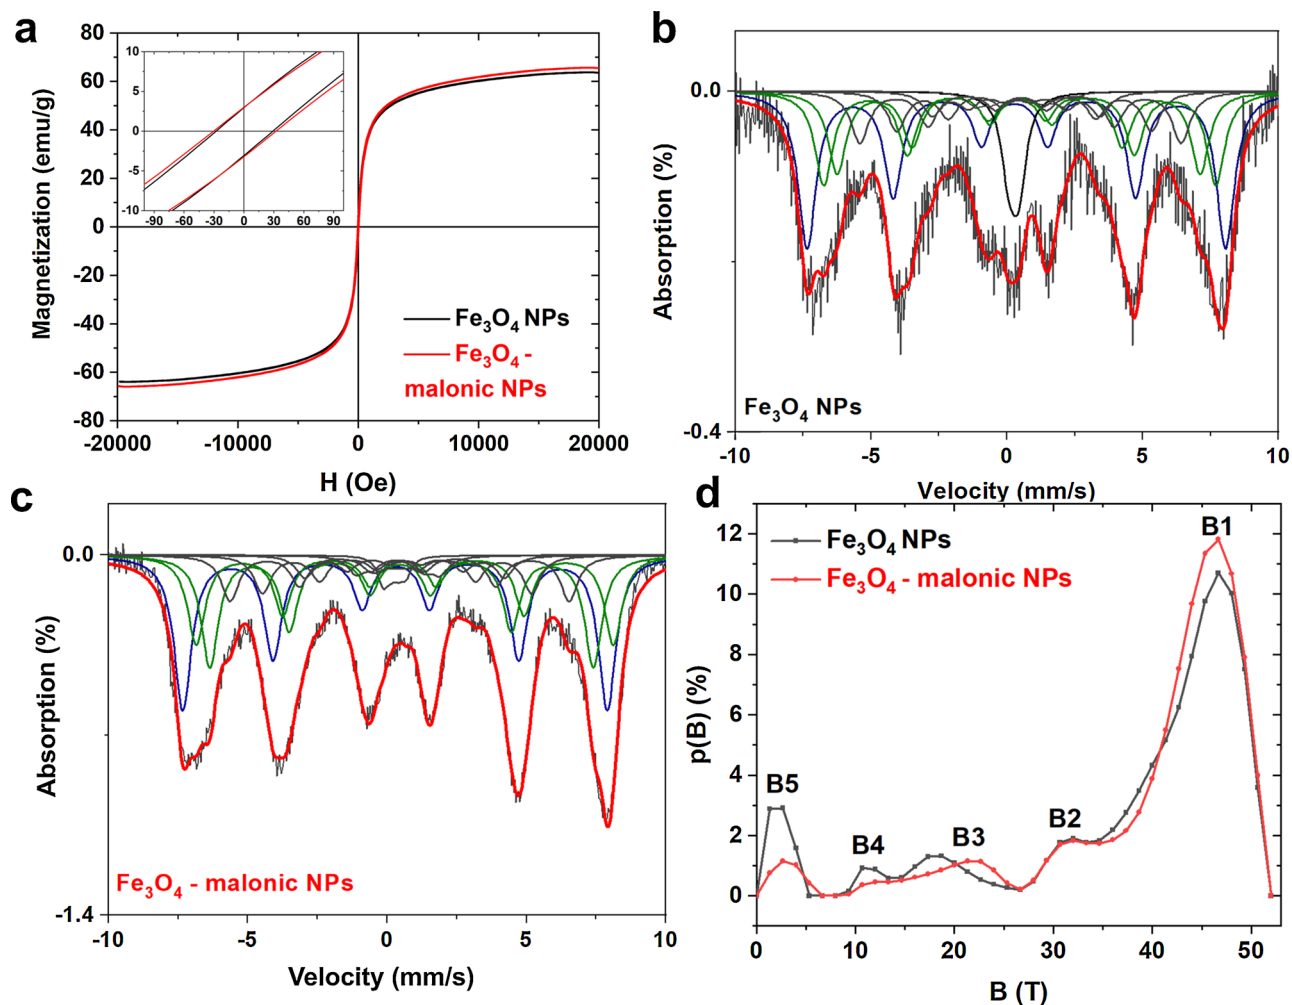 a
80
60
40
20
0
-20
-40
-60
-80
Magnetization (emu/g)
10
5
0
-5
-10
-90 -60 -30 0 30 60 90
Fe₃O₄ NPs
Fe₃O₄ -
malonic NPs
-20000 -10000 0 10000 20000
H (Oe)
b
0.0
-0.4
Absorption (%)
Fe₃O₄ NPs
-10 -5 0 5 10
Velocity (mm/s)
c
0.0
-1.4
Absorption (%)
Fe₃O₄ - malonic NPs
-10 -5 0 5 10
Velocity (mm/s)
d
12
10
8
6
4
2
0
p(B) (%)
Fe₃O₄ NPs
Fe₃O₄ - malonic NPs
B1
B5
B4
B3
B2
0 10 20 30 40 50
B (T)